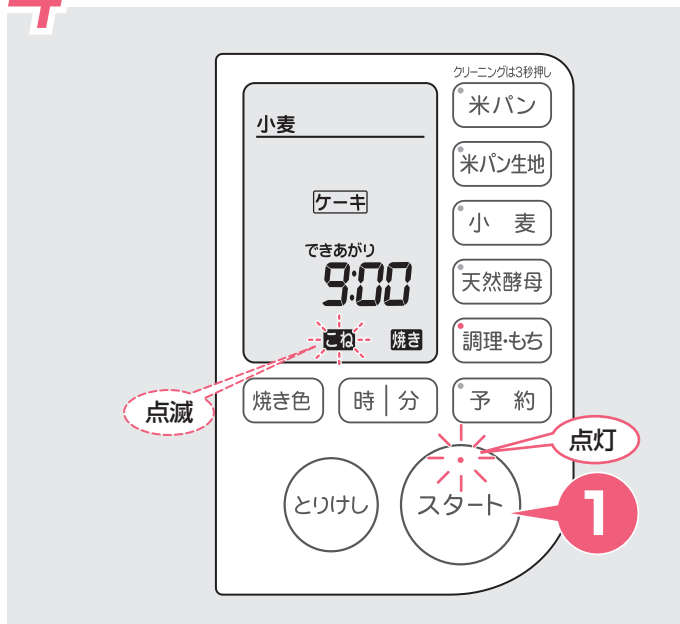 4
クリーニングは3秒押し
米パン
小麦
米パン生地
ケーキ
小 麦
できあがり
9:00
天然酵母
こね 焼き
調理・もち
点滅
焼き色 時|分 予 約
点灯
とりけし スタート
1